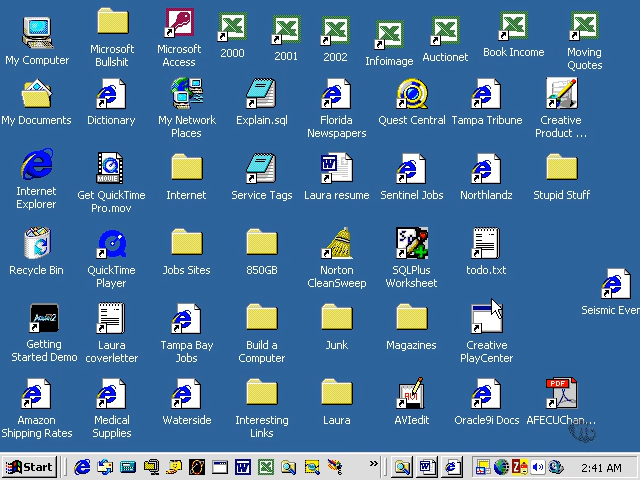 My Computer
Microsoft
Bullshit
Microsoft
Access
2000
2001
2002
Infoimage
Auctionet
Book Income
Moving
Quotes
My Documents
Dictionary
My Network
Places
Explain.sql
Florida
Newspapers
Quest Central
Tampa Tribune
Creative
Product ...
Internet
Explorer
Get QuickTime
Pro.mov
Internet
Service Tags
Laura resume
Sentinel Jobs
Northlandz
Stupid Stuff
Recycle Bin
QuickTime
Player
Jobs Sites
850GB
Norton
CleanSweep
SQLPlus
Worksheet
todo.txt
Seismic Ever
Getting
Started Demo
Laura
coverletter
Tampa Bay
Jobs
Build a
Computer
Junk
Magazines
Creative
PlayCenter
Amazon
Shipping Rates
Medical
Supplies
Waterside
Interesting
Links
Laura
AVIedit
Oracle9i Docs
PDF
AFECUChan...
Start
2:41 AM